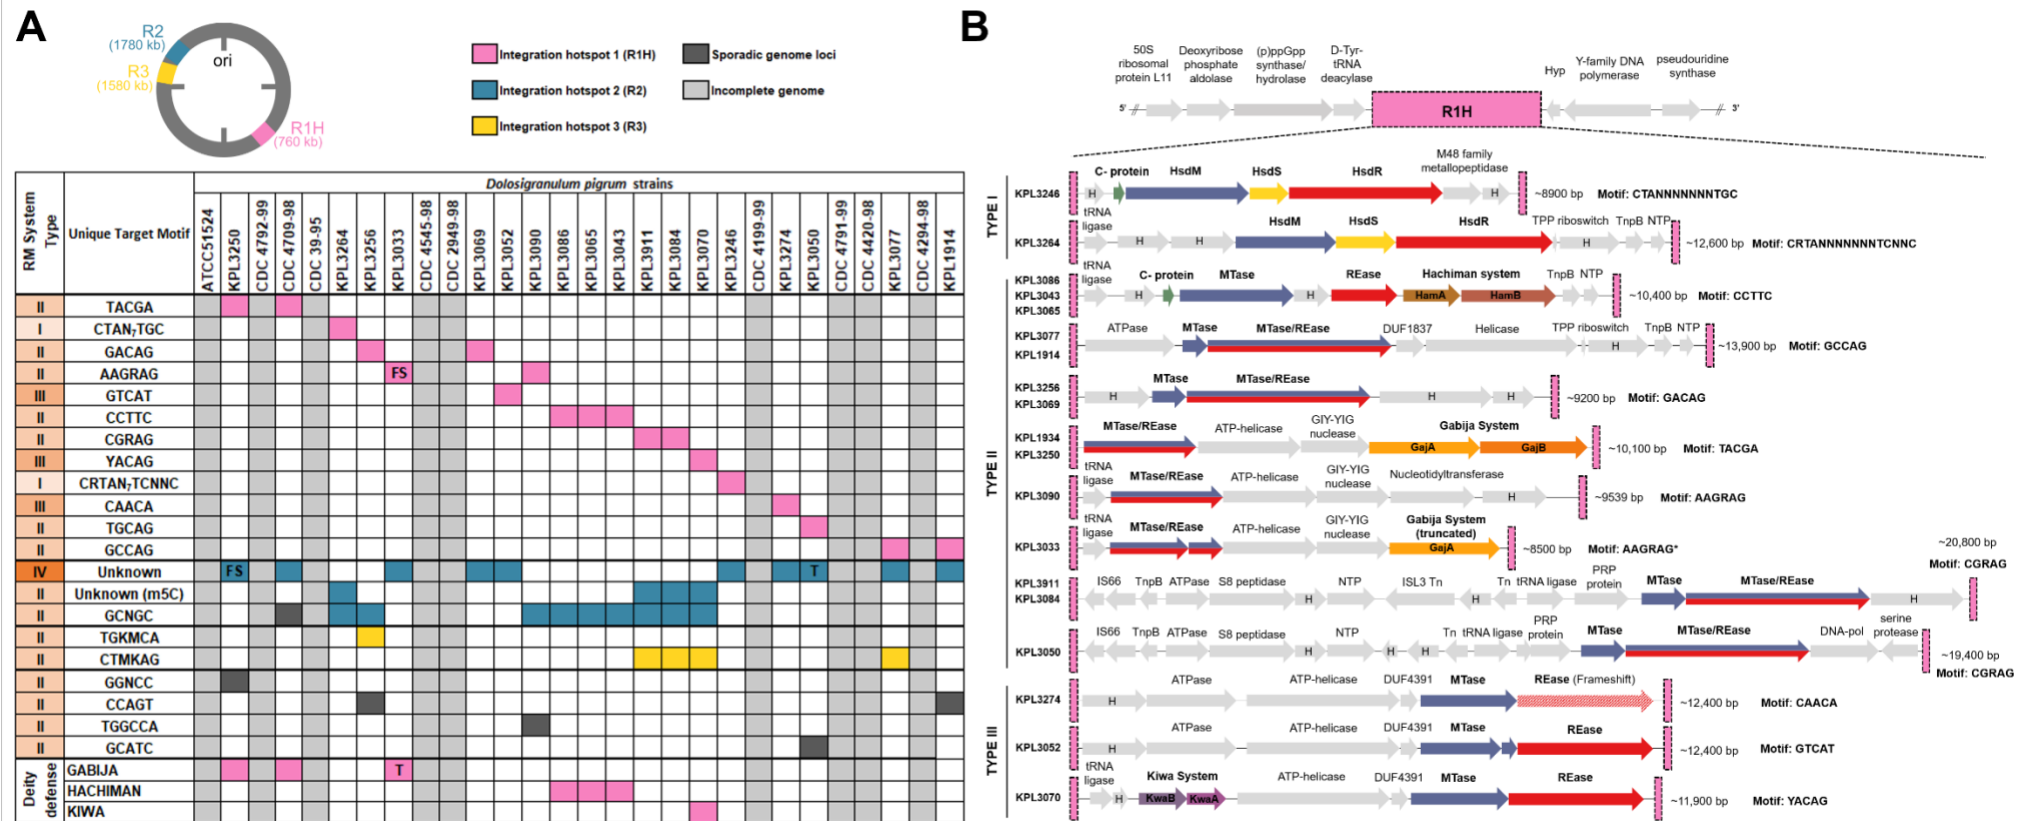 A
R2
(1780 kb)
R3
(1580 kb)
ori
R1H
(760 kb)
Integration hotspot 1 (R1H)
Integration hotspot 2 (R2)
Integration hotspot 3 (R3)
Sporadic genome loci
Incomplete genome
RM System Type
Unique Target Motif
Dolosigranulum pigrum strains
ATCC51524
KPL3250
CDC 4792-99
CDC 4709-98
CDC 39-95
KPL3264
KPL3256
KPL3033
CDC 4545-98
CDC 2949-98
KPL3069
KPL3052
KPL3090
KPL3086
KPL3065
KPL3043
KPL3911
KPL3084
KPL3070
KPL3246
CDC 4199-99
KPL3274
KPL3050
CDC 4791-99
CDC 4420-98
KPL3077
CDC 4294-98
KPL1914
II TACGA
I CTAN₇TGC
II GACAG
II AAGRAG FS
III GTCAT
II CCTTC
II CGRAG
III YACAG
I CRTAN₇TCNNC
III CAACA
II TGCAG
II GCCAG
IV Unknown FS T
II Unknown (m5C)
II GCNGC
II TGKMCA
II CTMKAG
II GGNCC
II CCAGT
II TGGCCA
II GCATC
Deity defense
GABIJA T
HACHIMAN
KIWA
B
50S ribosomal protein L11
Deoxyribose phosphate aldolase
(p)ppGpp synthase/ hydrolase
D-Tyr-tRNA deacylase
Hyp
Y-family DNA polymerase
pseudouridine synthase
5' // R1H // 3'
TYPE I
C- protein HsdM HsdS HsdR M48 family metallopeptidase
KPL3246 H H ~8900 bp Motif: CTANNNNNNNTGC
tRNA ligase HsdM HsdS HsdR TPP riboswitch TnpB NTP
KPL3264 H H H ~12,600 bp Motif: CRTANNNNNNNTCNNC
TYPE II
tRNA ligase C- protein MTase REase Hachiman system TnpB NTP
KPL3086
KPL3043
KPL3065
H H HamA HamB ~10,400 bp Motif: CCTTC
ATPase MTase MTase/REase DUF1837 Helicase TPP riboswitch TnpB NTP
KPL3077
KPL1914
H ~13,900 bp Motif: GCCAG
MTase MTase/REase
KPL3256
KPL3069
H H H ~9200 bp Motif: GACAG
MTase/REase ATP-helicase GIY-YIG nuclease Gabija System
KPL1934
KPL3250
GajA GajB ~10,100 bp Motif: TACGA
tRNA ligase MTase/REase ATP-helicase GIY-YIG nuclease Nucleotidyltransferase
KPL3090 H ~9539 bp Motif: AAGRAG
tRNA ligase MTase/REase ATP-helicase GIY-YIG nuclease Gabija System (truncated)
KPL3033 GajA ~8500 bp Motif: AAGRAG*
IS66 TnpB ATPase S8 peptidase NTP ISL3 Tn Tn tRNA ligase PRP protein MTase MTase/REase
KPL3911
KPL3084
H H H ~20,800 bp
Motif: CGRAG
IS66 TnpB ATPase S8 peptidase NTP Tn tRNA ligase PRP protein MTase MTase/REase DNA-pol serine protease
KPL3050 H H H ~19,400 bp
Motif: CGRAG
TYPE III
ATPase ATP-helicase DUF4391 MTase REase (Frameshift)
KPL3274 H ~12,400 bp Motif: CAACA
ATPase ATP-helicase DUF4391 MTase REase
KPL3052 H ~12,400 bp Motif: GTCAT
tRNA ligase Kiwa System ATP-helicase DUF4391 MTase REase
KPL3070 H KwaB KwaA ~11,900 bp Motif: YACAG